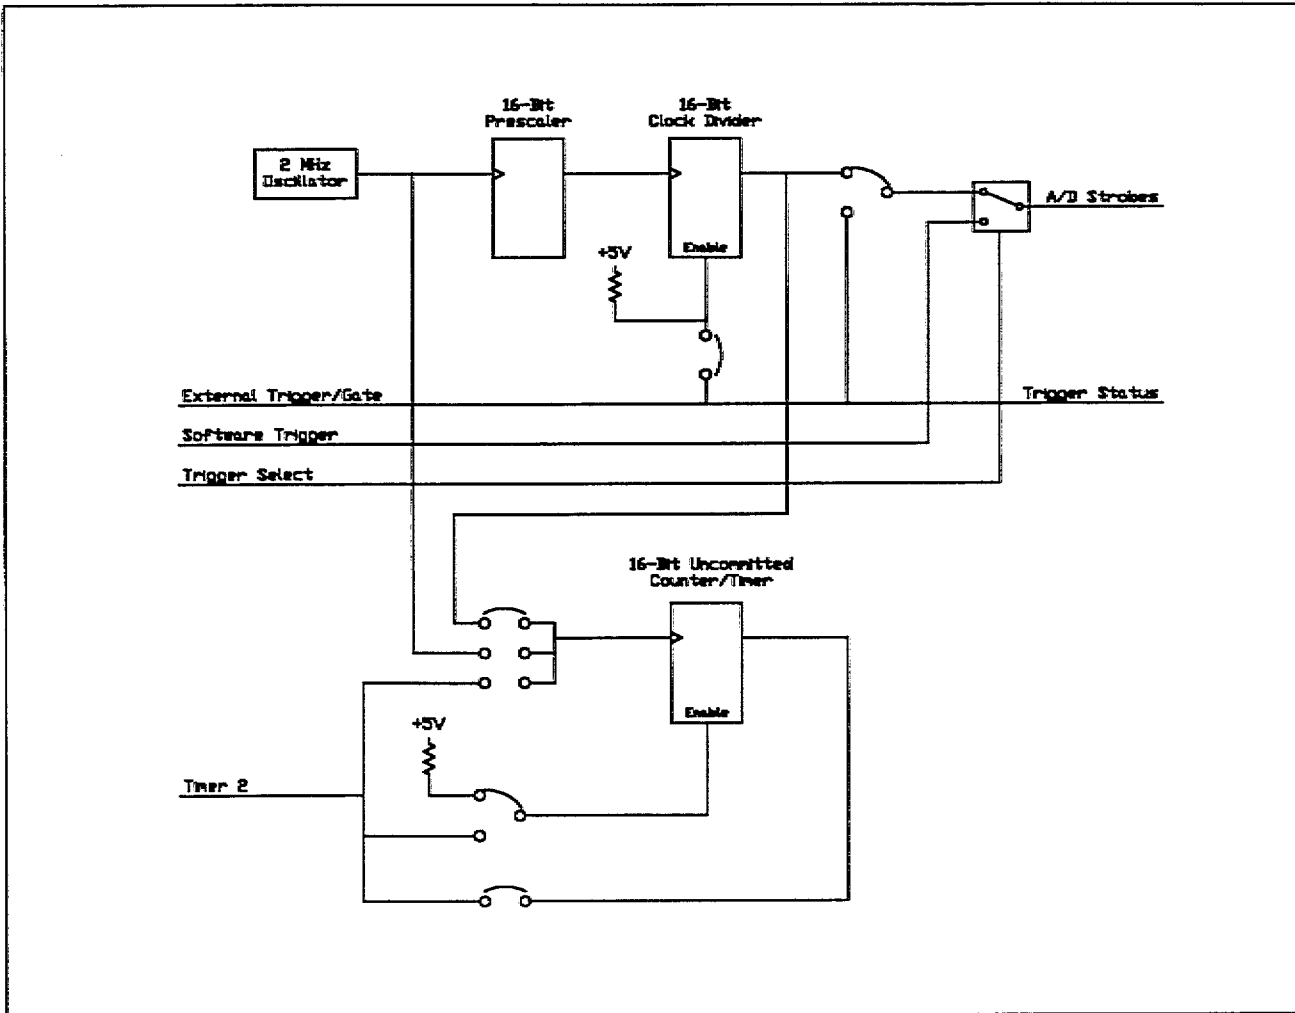 16-Bit
Prescaler
16-Bit
Clock Divider
2 MHz
Oscillator
A/D Strobes
Enable
+5V
External Trigger/Gate
Trigger Status
Software Trigger
Trigger Select
16-Bit Uncommitted
Counter/Timer
Enable
+5V
Timer 2